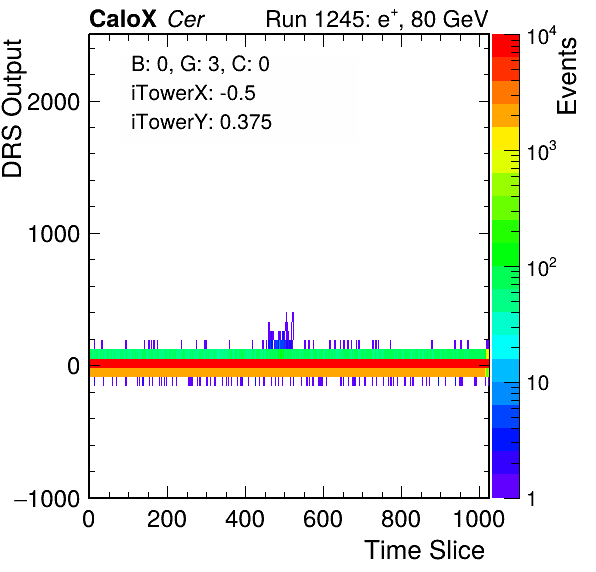 CaloX Cer Run 1245: e+, 80 GeV
B: 0, G: 3, C: 0
iTowerX: -0.5
iTowerY: 0.375
DRS Output
2000
1000
0
−1000
0 200 400 600 800 1000
Time Slice
Events
10^4
10^3
10^2
10
1